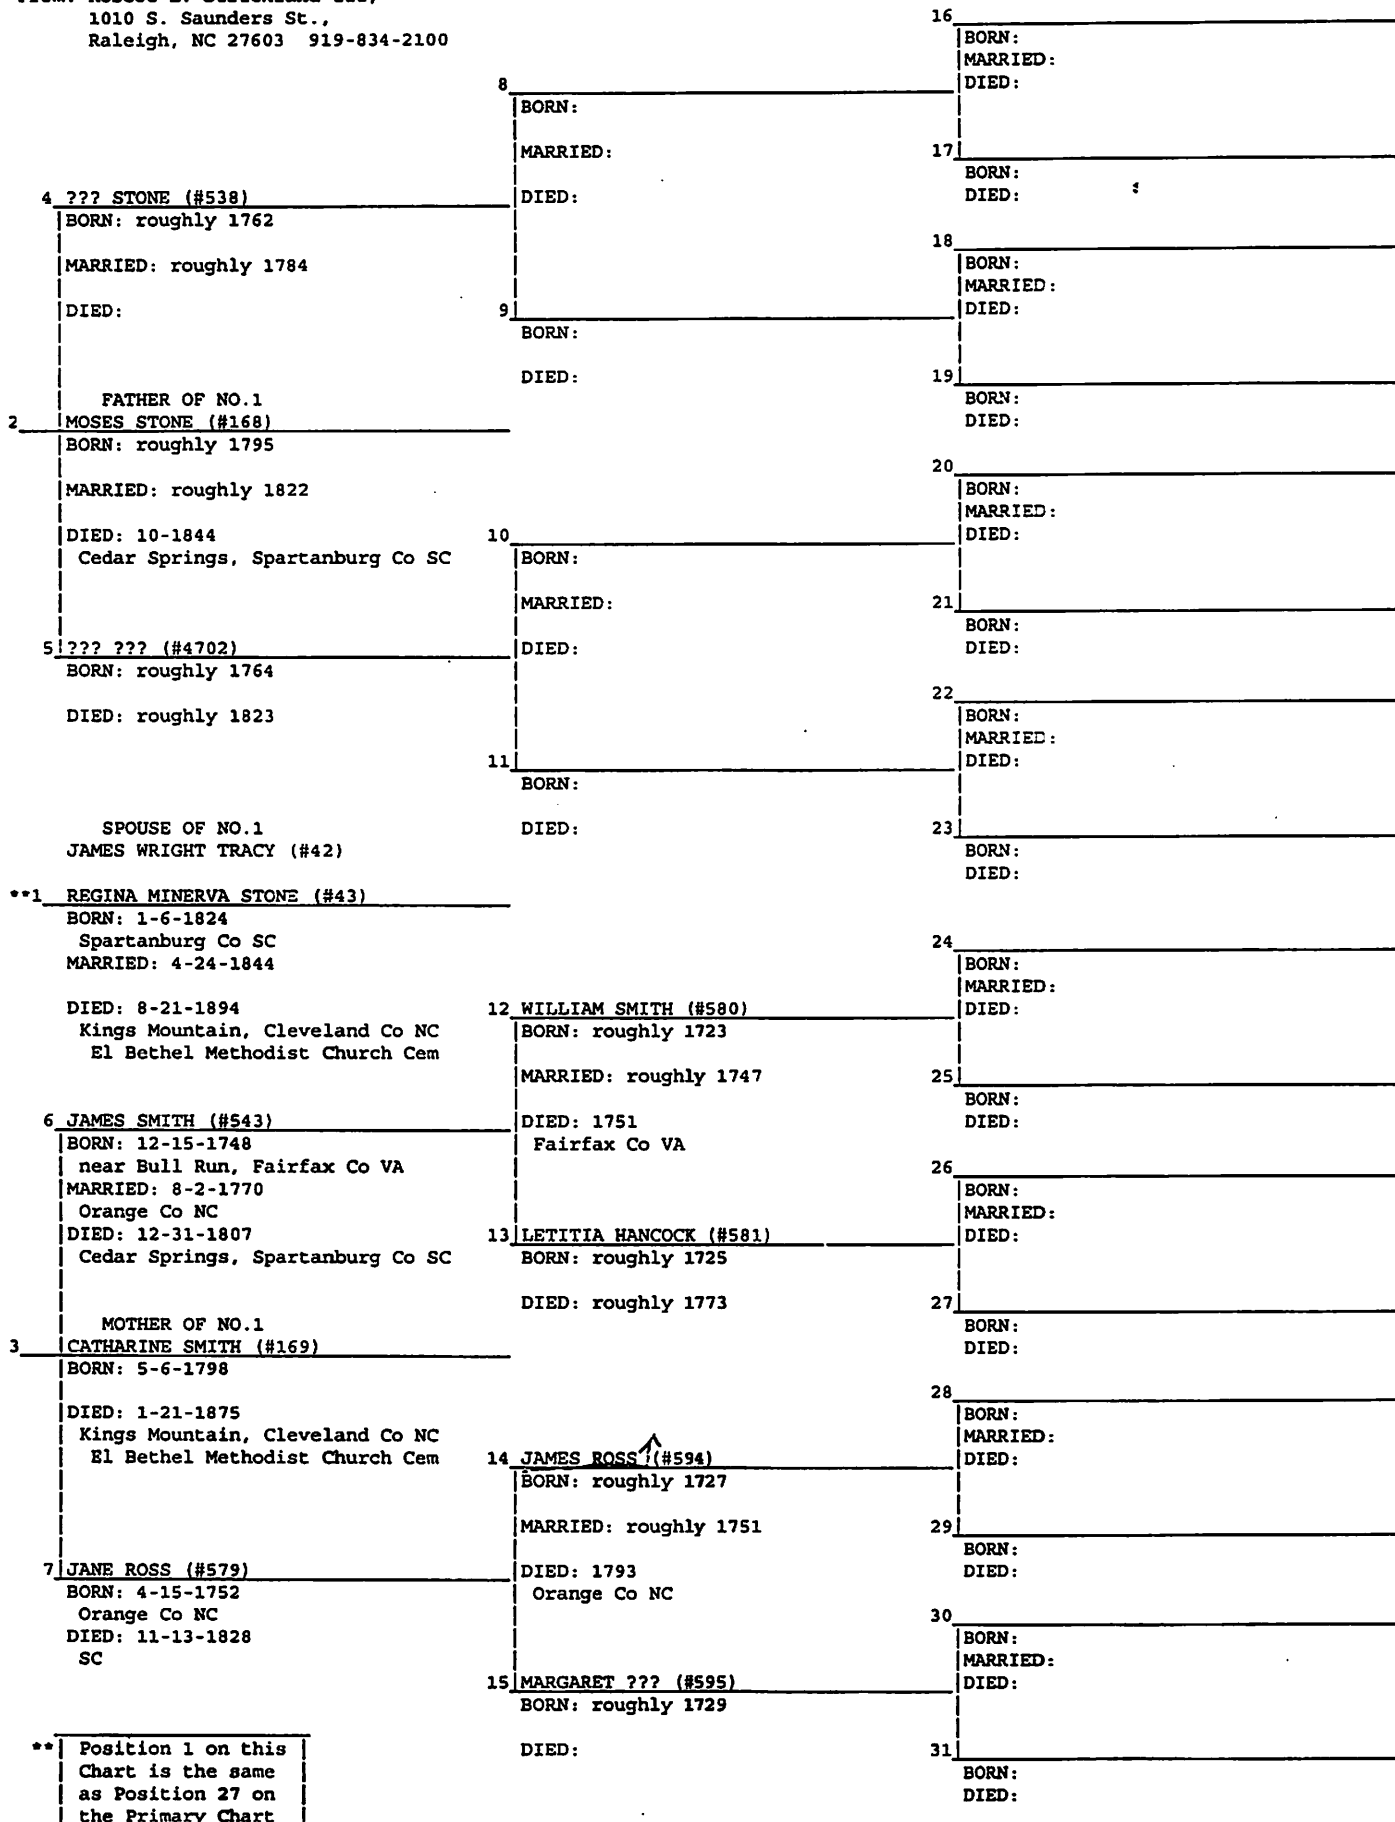 1010 S. Saunders St.,
Raleigh, NC 27603 919-834-2100
4 ??? STONE (#538)
BORN: roughly 1762
MARRIED: roughly 1784
DIED:
FATHER OF NO.1
2 MOSES STONE (#168)
BORN: roughly 1795
MARRIED: roughly 1822
DIED: 10-1844
Cedar Springs, Spartanburg Co SC
5 ??? ??? (#4702)
BORN: roughly 1764
DIED: roughly 1823
SPOUSE OF NO.1
JAMES WRIGHT TRACY (#42)
**1 REGINA MINERVA STONE (#43)
BORN: 1-6-1824
Spartanburg Co SC
MARRIED: 4-24-1844
DIED: 8-21-1894
Kings Mountain, Cleveland Co NC
El Bethel Methodist Church Cem
6 JAMES SMITH (#543)
BORN: 12-15-1748
near Bull Run, Fairfax Co VA
MARRIED: 8-2-1770
Orange Co NC
DIED: 12-31-1807
Cedar Springs, Spartanburg Co SC
MOTHER OF NO.1
3 CATHARINE SMITH (#169)
BORN: 5-6-1798
DIED: 1-21-1875
Kings Mountain, Cleveland Co NC
El Bethel Methodist Church Cem
7 JANE ROSS (#579)
BORN: 4-15-1752
Orange Co NC
DIED: 11-13-1828
SC
** Position 1 on this
Chart is the same
as Position 27 on
the Primary Chart
8
BORN:
MARRIED:
DIED:
9
BORN:
DIED:
10
BORN:
MARRIED:
DIED:
11
BORN:
DIED:
12 WILLIAM SMITH (#580)
BORN: roughly 1723
MARRIED: roughly 1747
DIED: 1751
Fairfax Co VA
13 LETITIA HANCOCK (#581)
BORN: roughly 1725
DIED: roughly 1773
14 JAMES ROSS (#594)
BORN: roughly 1727
MARRIED: roughly 1751
DIED: 1793
Orange Co NC
15 MARGARET ??? (#595)
BORN: roughly 1729
DIED:
16
BORN:
MARRIED:
DIED:
17
BORN:
DIED:
18
BORN:
MARRIED:
DIED:
19
BORN:
DIED:
20
BORN:
MARRIED:
DIED:
21
BORN:
DIED:
22
BORN:
MARRIED:
DIED:
23
BORN:
DIED:
24
BORN:
MARRIED:
DIED:
25
BORN:
DIED:
26
BORN:
MARRIED:
DIED:
27
BORN:
DIED:
28
BORN:
MARRIED:
DIED:
29
BORN:
DIED:
30
BORN:
MARRIED:
DIED:
31
BORN:
DIED: